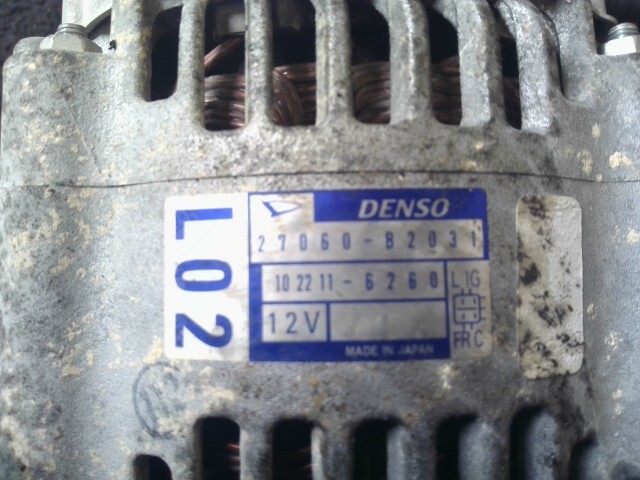 L02
DENSO
27060-B2031
102211-6260
L IG
12V
FR C
MADE IN JAPAN